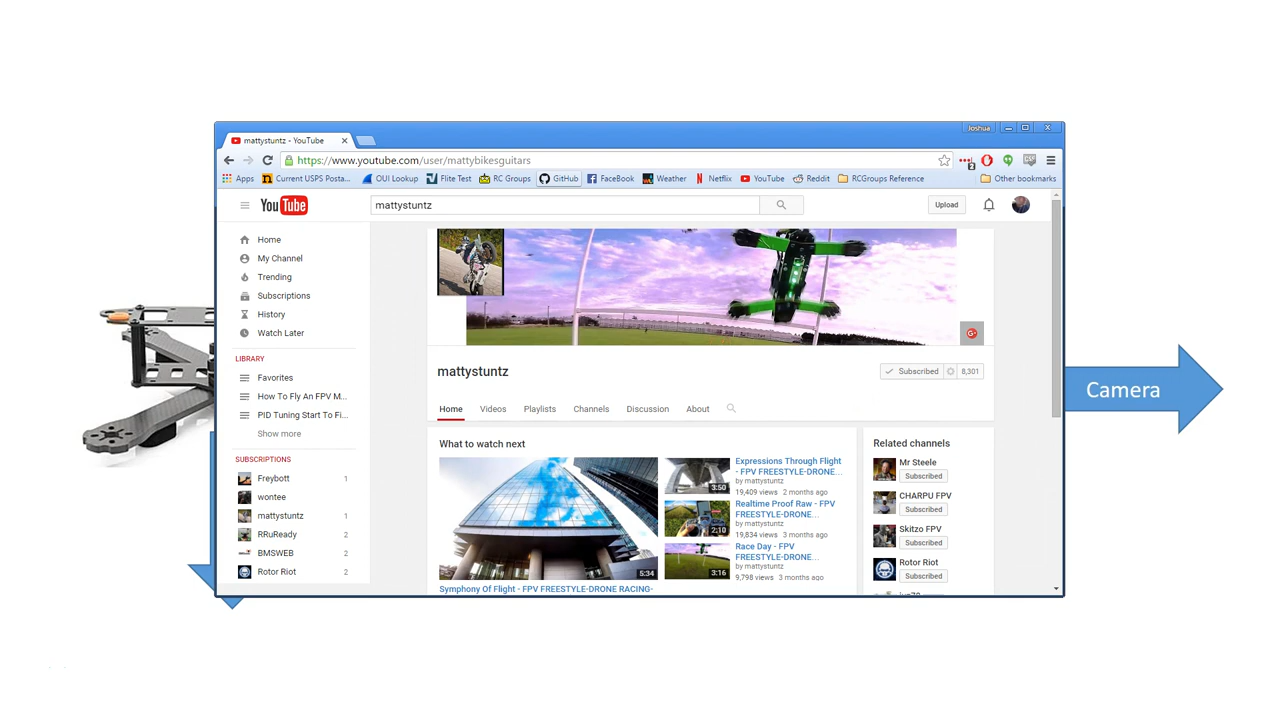 Joshua
mattystuntz - YouTube
https://www.youtube.com/user/mattybikesguitars
2
Apps
Current USPS Posta...
OUI Lookup
Flite Test
RC Groups
GitHub
FaceBook
Weather
Netflix
YouTube
Reddit
RCGroups Reference
Other bookmarks
YouTube
mattystuntz
Upload
Home
My Channel
Trending
Subscriptions
History
Watch Later
LIBRARY
Favorites
How To Fly An FPV M...
PID Tuning Start To Fi...
Show more
SUBSCRIPTIONS
Freybott 1
wontee
mattystuntz 1
RRuReady 2
BMSWEB 2
Rotor Riot 2
mattystuntz
Subscribed 8,301
Home Videos Playlists Channels Discussion About
What to watch next
5:34
Symphony Of Flight - FPV FREESTYLE-DRONE RACING-
3:50
Expressions Through Flight
- FPV FREESTYLE-DRONE...
by mattystuntz
19,409 views 2 months ago
2:10
Realtime Proof Raw - FPV
FREESTYLE-DRONE...
by mattystuntz
19,834 views 3 months ago
3:16
Race Day - FPV
FREESTYLE-DRONE...
by mattystuntz
9,798 views 3 months ago
Related channels
Mr Steele
Subscribed
CHARPU FPV
Subscribed
Skitzo FPV
Subscribed
Rotor Riot
Subscribed
Camera